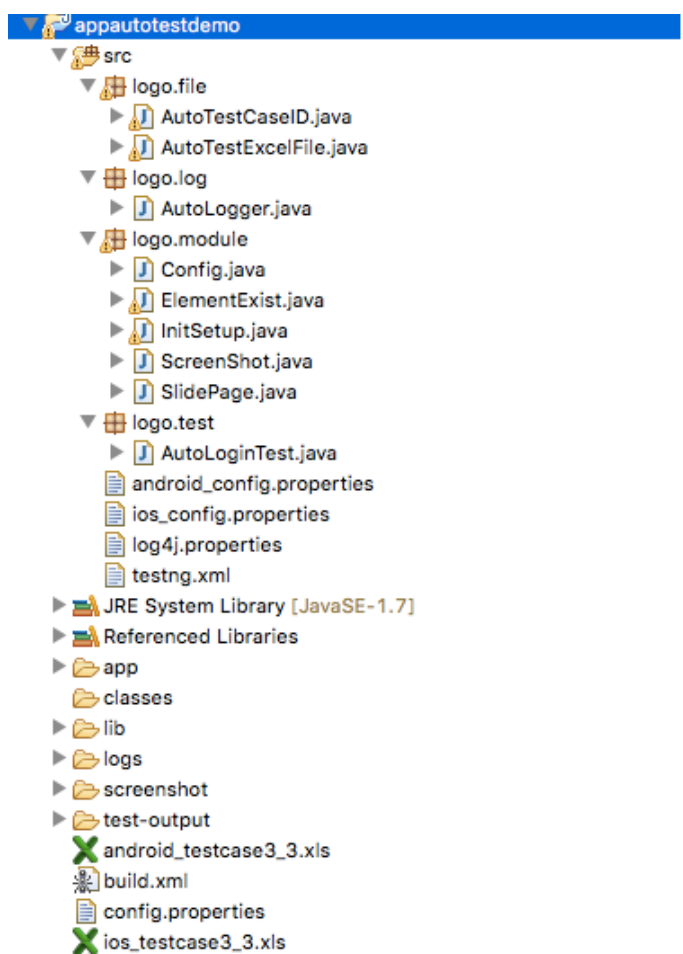 appautotestdemo
src
logo.file
AutoTestCaseID.java
AutoTestExcelFile.java
logo.log
AutoLogger.java
logo.module
Config.java
ElementExist.java
InitSetup.java
ScreenShot.java
SlidePage.java
logo.test
AutoLoginTest.java
android_config.properties
ios_config.properties
log4j.properties
testng.xml
JRE System Library [JavaSE-1.7]
Referenced Libraries
app
classes
lib
logs
screenshot
test-output
android_testcase3_3.xls
build.xml
config.properties
ios_testcase3_3.xls